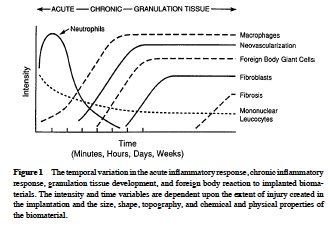 ACUTE — CHRONIC — GRANULATION TISSUE
Neutrophils
Macrophages
Neovascularization
Foreign Body Giant Cells
Fibroblasts
Fibrosis
Mononuclear
Leucocytes
Intensity
Time
(Minutes, Hours, Days, Weeks)
Figure 1 The temporal variation in the acute inflammatory response, chronic inflammatory
response, granulation tissue development, and foreign body reaction to implanted bioma-
terials. The intensity and time variables are dependent upon the extent of injury created in
the implantation and the size, shape, topography, and chemical and physical properties of
the biomaterial.